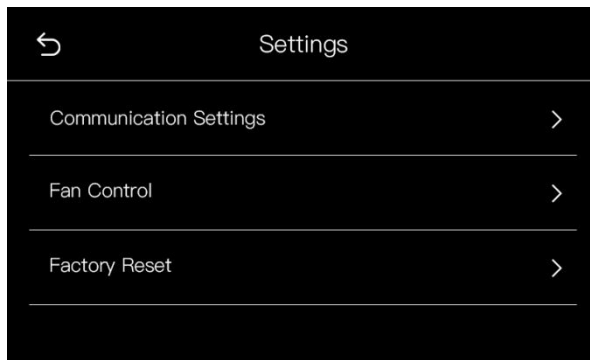 Settings
Communication Settings
Fan Control
Factory Reset